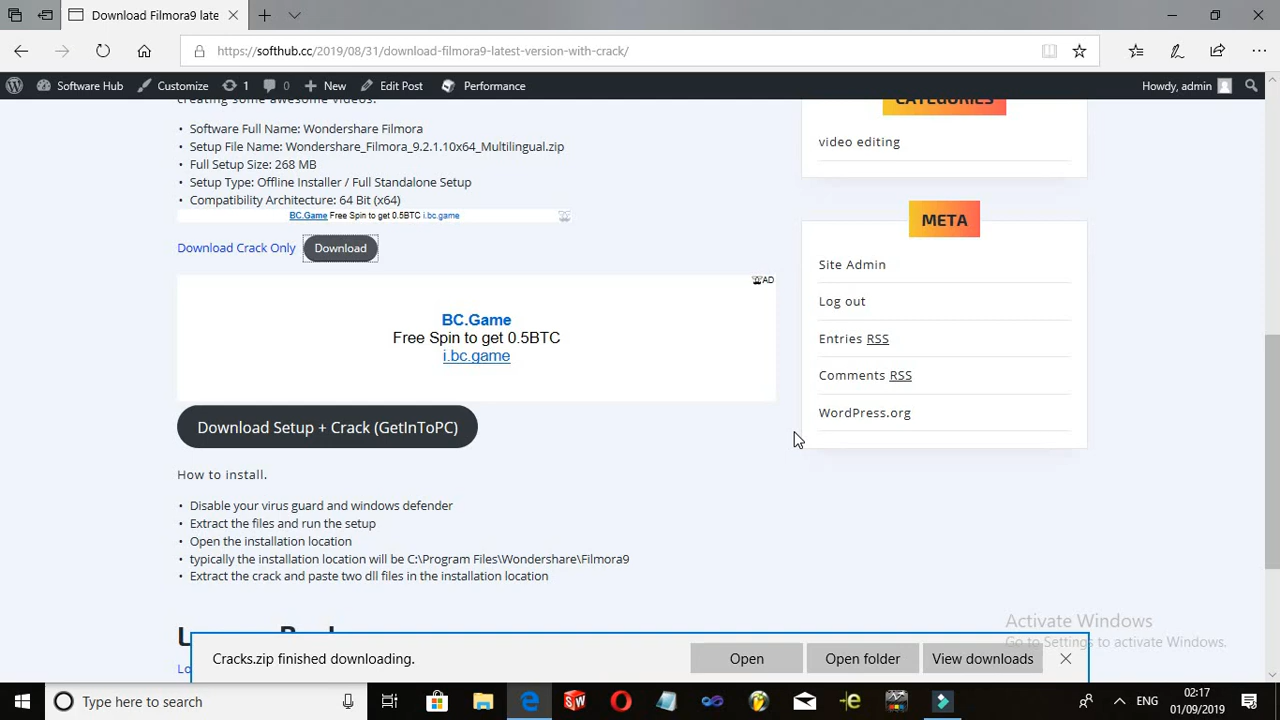 Download Filmora9 late
https://softhub.cc/2019/08/31/download-filmora9-latest-version-with-crack/
Software Hub
Customize
1
0
New
Edit Post
Performance
Howdy, admin
creating some awesome videos.
• Software Full Name: Wondershare Filmora
• Setup File Name: Wondershare_Filmora_9.2.1.10x64_Multilingual.zip
• Full Setup Size: 268 MB
• Setup Type: Offline Installer / Full Standalone Setup
• Compatibility Architecture: 64 Bit (x64)
BC.Game Free Spin to get 0.5BTC i.bc.game
Download Crack Only Download
AD
BC.Game
Free Spin to get 0.5BTC
i.bc.game
Download Setup + Crack (GetInToPC)
How to install.
• Disable your virus guard and windows defender
• Extract the files and run the setup
• Open the installation location
• typically the installation location will be C:\Program Files\Wondershare\Filmora9
• Extract the crack and paste two dll files in the installation location
CATEGORIES
video editing
META
Site Admin
Log out
Entries RSS
Comments RSS
WordPress.org
Activate Windows
Go to Settings to activate Windows.
Cracks.zip finished downloading.
Open
Open folder
View downloads
Type here to search
ENG
02:17
01/09/2019